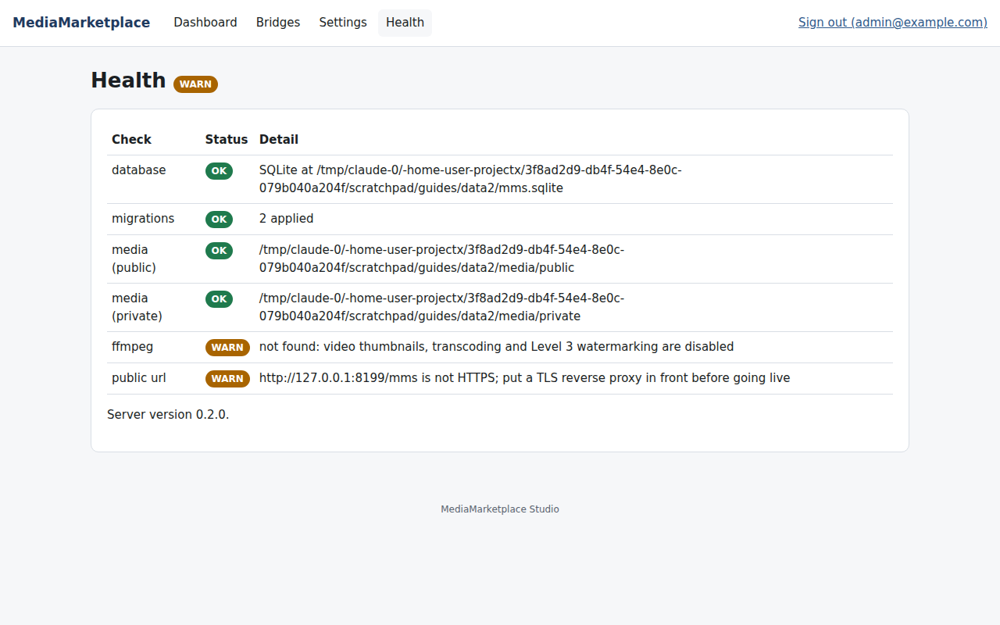 MediaMarketplace Dashboard Bridges Settings Health Sign out (admin@example.com)
Health WARN
Check Status Detail
database OK SQLite at /tmp/claude-0/-home-user-projectx/3f8ad2d9-db4f-54e4-8e0c-
079b040a204f/scratchpad/guides/data2/mms.sqlite
migrations OK 2 applied
media OK /tmp/claude-0/-home-user-projectx/3f8ad2d9-db4f-54e4-8e0c-
(public) 079b040a204f/scratchpad/guides/data2/media/public
media OK /tmp/claude-0/-home-user-projectx/3f8ad2d9-db4f-54e4-8e0c-
(private) 079b040a204f/scratchpad/guides/data2/media/private
ffmpeg WARN not found: video thumbnails, transcoding and Level 3 watermarking are disabled
public url WARN http://127.0.0.1:8199/mms is not HTTPS; put a TLS reverse proxy in front before going live
Server version 0.2.0.
MediaMarketplace Studio